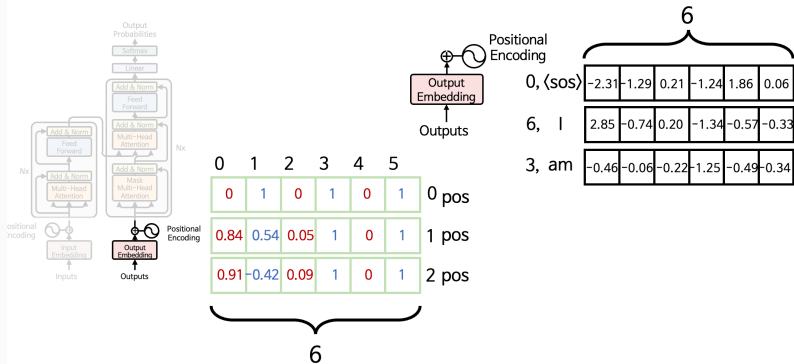 Output
Probabilities
Softmax
Linear
Add & Norm
Feed
Forward
Add & Norm
Multi-Head
Attention
Add & Norm
Mask
Multi-Head
Attention
Nx
Add & Norm
Feed
Forward
Add & Norm
Multi-Head
Attention
Nx
Positional
Encoding
Input
Embedding
Inputs
Positional
Encoding
Output
Embedding
Outputs
Positional
Encoding
Output
Embedding
Outputs
6
0, ⟨sos⟩ −2.31 −1.29 0.21 −1.24 1.86 0.06
6, I 2.85 −0.74 0.20 −1.34 −0.57 −0.33
3, am −0.46 −0.06 −0.22 −1.25 −0.49 −0.34
0 1 2 3 4 5
0 1 0 1 0 1 0 pos
0.84 0.54 0.05 1 0 1 1 pos
0.91 −0.42 0.09 1 0 1 2 pos
6